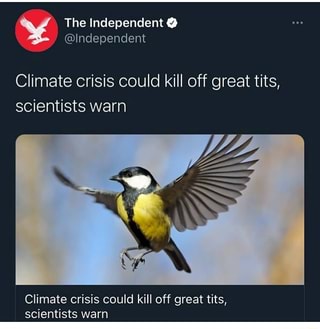 The Independent
@Independent
Climate crisis could kill off great tits,
scientists warn
Climate crisis could kill off great tits,
scientists warn